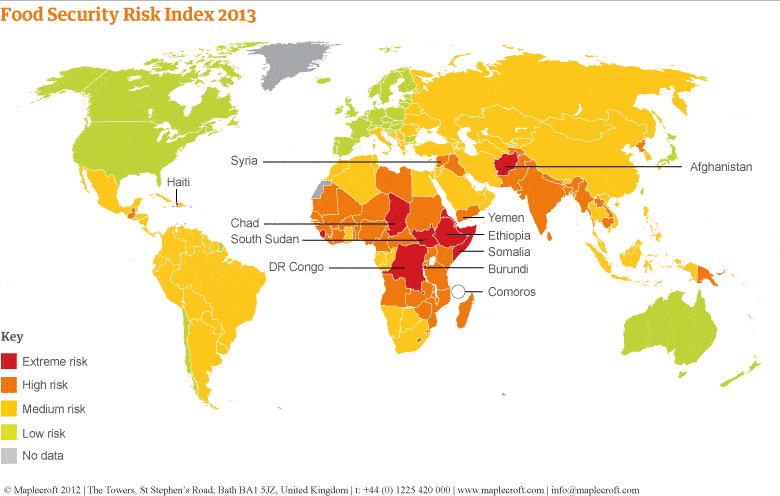 Food Security Risk Index 2013
Syria
Afghanistan
Haiti
Chad
Yemen
South Sudan
Ethiopia
Somalia
DR Congo
Burundi
Comoros
Key
Extreme risk
High risk
Medium risk
Low risk
No data
© Maplecroft 2012 | The Towers, St Stephen's Road, Bath BA1 5JZ, United Kingdom | t: +44 (0) 1225 420 000 | www.maplecroft.com | info@maplecroft.com